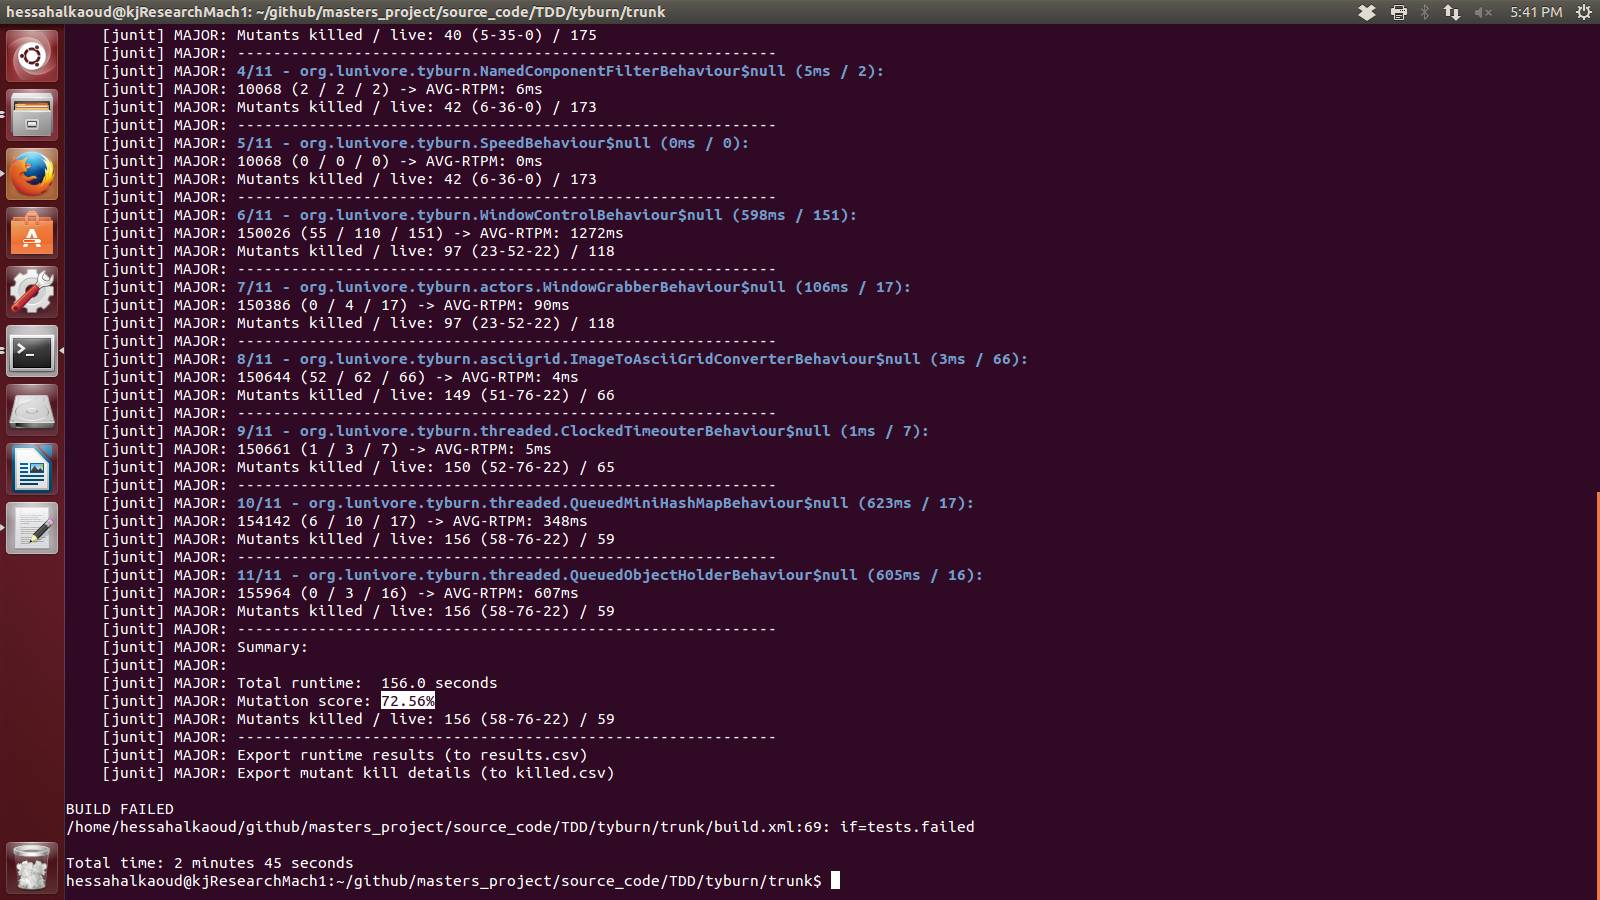 hessahalkaoud@kjResearchMach1: ~/github/masters_project/source_code/TDD/tyburn/trunk
5:41 PM
[junit] MAJOR: Mutants killed / live: 40 (5-35-0) / 175
[junit] MAJOR: ------------------------------------------------------------
[junit] MAJOR: 4/11 - org.lunivore.tyburn.NamedComponentFilterBehaviour$null (5ms / 2):
[junit] MAJOR: 10068 (2 / 2 / 2) -> AVG-RTPM: 6ms
[junit] MAJOR: Mutants killed / live: 42 (6-36-0) / 173
[junit] MAJOR: ------------------------------------------------------------
[junit] MAJOR: 5/11 - org.lunivore.tyburn.SpeedBehaviour$null (0ms / 0):
[junit] MAJOR: 10068 (0 / 0 / 0) -> AVG-RTPM: 0ms
[junit] MAJOR: Mutants killed / live: 42 (6-36-0) / 173
[junit] MAJOR: ------------------------------------------------------------
[junit] MAJOR: 6/11 - org.lunivore.tyburn.WindowControlBehaviour$null (598ms / 151):
[junit] MAJOR: 150026 (55 / 110 / 151) -> AVG-RTPM: 1272ms
[junit] MAJOR: Mutants killed / live: 97 (23-52-22) / 118
[junit] MAJOR: ------------------------------------------------------------
[junit] MAJOR: 7/11 - org.lunivore.tyburn.actors.WindowGrabberBehaviour$null (106ms / 17):
[junit] MAJOR: 150386 (0 / 4 / 17) -> AVG-RTPM: 90ms
[junit] MAJOR: Mutants killed / live: 97 (23-52-22) / 118
[junit] MAJOR: ------------------------------------------------------------
[junit] MAJOR: 8/11 - org.lunivore.tyburn.asciigrid.ImageToAsciiGridConverterBehaviour$null (3ms / 66):
[junit] MAJOR: 150644 (52 / 62 / 66) -> AVG-RTPM: 4ms
[junit] MAJOR: Mutants killed / live: 149 (51-76-22) / 66
[junit] MAJOR: ------------------------------------------------------------
[junit] MAJOR: 9/11 - org.lunivore.tyburn.threaded.ClockedTimeouterBehaviour$null (1ms / 7):
[junit] MAJOR: 150661 (1 / 3 / 7) -> AVG-RTPM: 5ms
[junit] MAJOR: Mutants killed / live: 150 (52-76-22) / 65
[junit] MAJOR: ------------------------------------------------------------
[junit] MAJOR: 10/11 - org.lunivore.tyburn.threaded.QueuedMiniHashMapBehaviour$null (623ms / 17):
[junit] MAJOR: 154142 (6 / 10 / 17) -> AVG-RTPM: 348ms
[junit] MAJOR: Mutants killed / live: 156 (58-76-22) / 59
[junit] MAJOR: ------------------------------------------------------------
[junit] MAJOR: 11/11 - org.lunivore.tyburn.threaded.QueuedObjectHolderBehaviour$null (605ms / 16):
[junit] MAJOR: 155964 (0 / 3 / 16) -> AVG-RTPM: 607ms
[junit] MAJOR: Mutants killed / live: 156 (58-76-22) / 59
[junit] MAJOR: ------------------------------------------------------------
[junit] MAJOR: Summary:
[junit] MAJOR:
[junit] MAJOR: Total runtime:  156.0 seconds
[junit] MAJOR: Mutation score: 72.56%
[junit] MAJOR: Mutants killed / live: 156 (58-76-22) / 59
[junit] MAJOR: ------------------------------------------------------------
[junit] MAJOR: Export runtime results (to results.csv)
[junit] MAJOR: Export mutant kill details (to killed.csv)
BUILD FAILED
/home/hessahalkaoud/github/masters_project/source_code/TDD/tyburn/trunk/build.xml:69: if=tests.failed
Total time: 2 minutes 45 seconds
hessahalkaoud@kjResearchMach1:~/github/masters_project/source_code/TDD/tyburn/trunk$